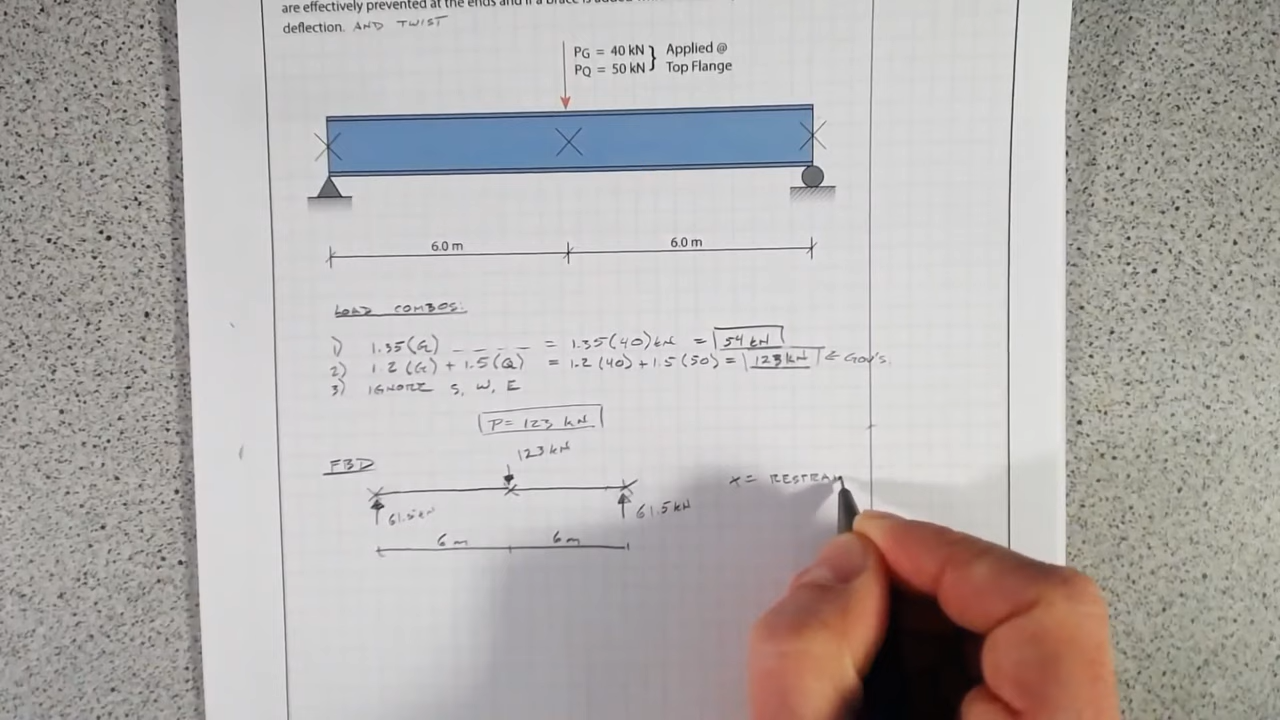 are effectively prevented at the ends and if a brace is added
deflection. AND TWIST
PG = 40 kN } Applied @
PQ = 50 kN } Top Flange
6.0 m 6.0 m
LOAD COMBOS:
1) 1.35(G) _ _ _ _ = 1.35(40)kN = 54 kN
2) 1.2(G) + 1.5(Q) = 1.2(40) + 1.5(50) = 123 kN ← GOV'S.
3) IGNORE S, W, E
P = 123 kN
123 kN
FBD
X = RESTRAI
61.5 kN 61.5 kN
6 m 6 m